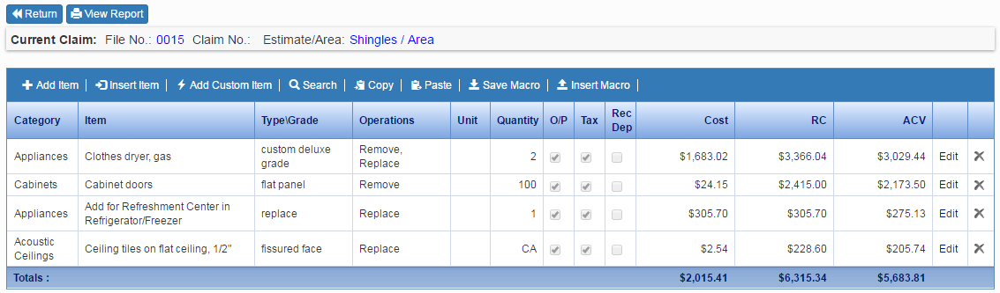 Return View Report
Current Claim: File No.: 0015 Claim No.: Estimate/Area: Shingles / Area
Add Item Insert Item Add Custom Item Search Copy Paste Save Macro Insert Macro
Category Item Type\Grade Operations Unit Quantity O/P Tax Rec Dep Cost RC ACV
Appliances Clothes dryer, gas custom deluxe grade Remove, Replace 2 $1,683.02 $3,366.04 $3,029.44 Edit
Cabinets Cabinet doors flat panel Remove 100 $24.15 $2,415.00 $2,173.50 Edit
Appliances Add for Refreshment Center in Refrigerator/Freezer replace Replace 1 $305.70 $305.70 $275.13 Edit
Acoustic Ceilings Ceiling tiles on flat ceiling, 1/2" fissured face Replace CA $2.54 $228.60 $205.74 Edit
Totals : $2,015.41 $6,315.34 $5,683.81